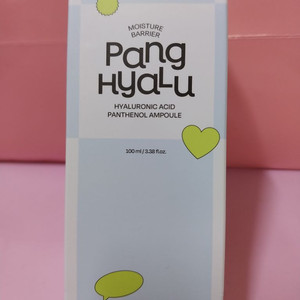 MOISTURE
BARRIER
Pang
Hyalu
HYALURONIC ACID
PANTHENOL AMPOULE
100 ml / 3.38 fl.oz.